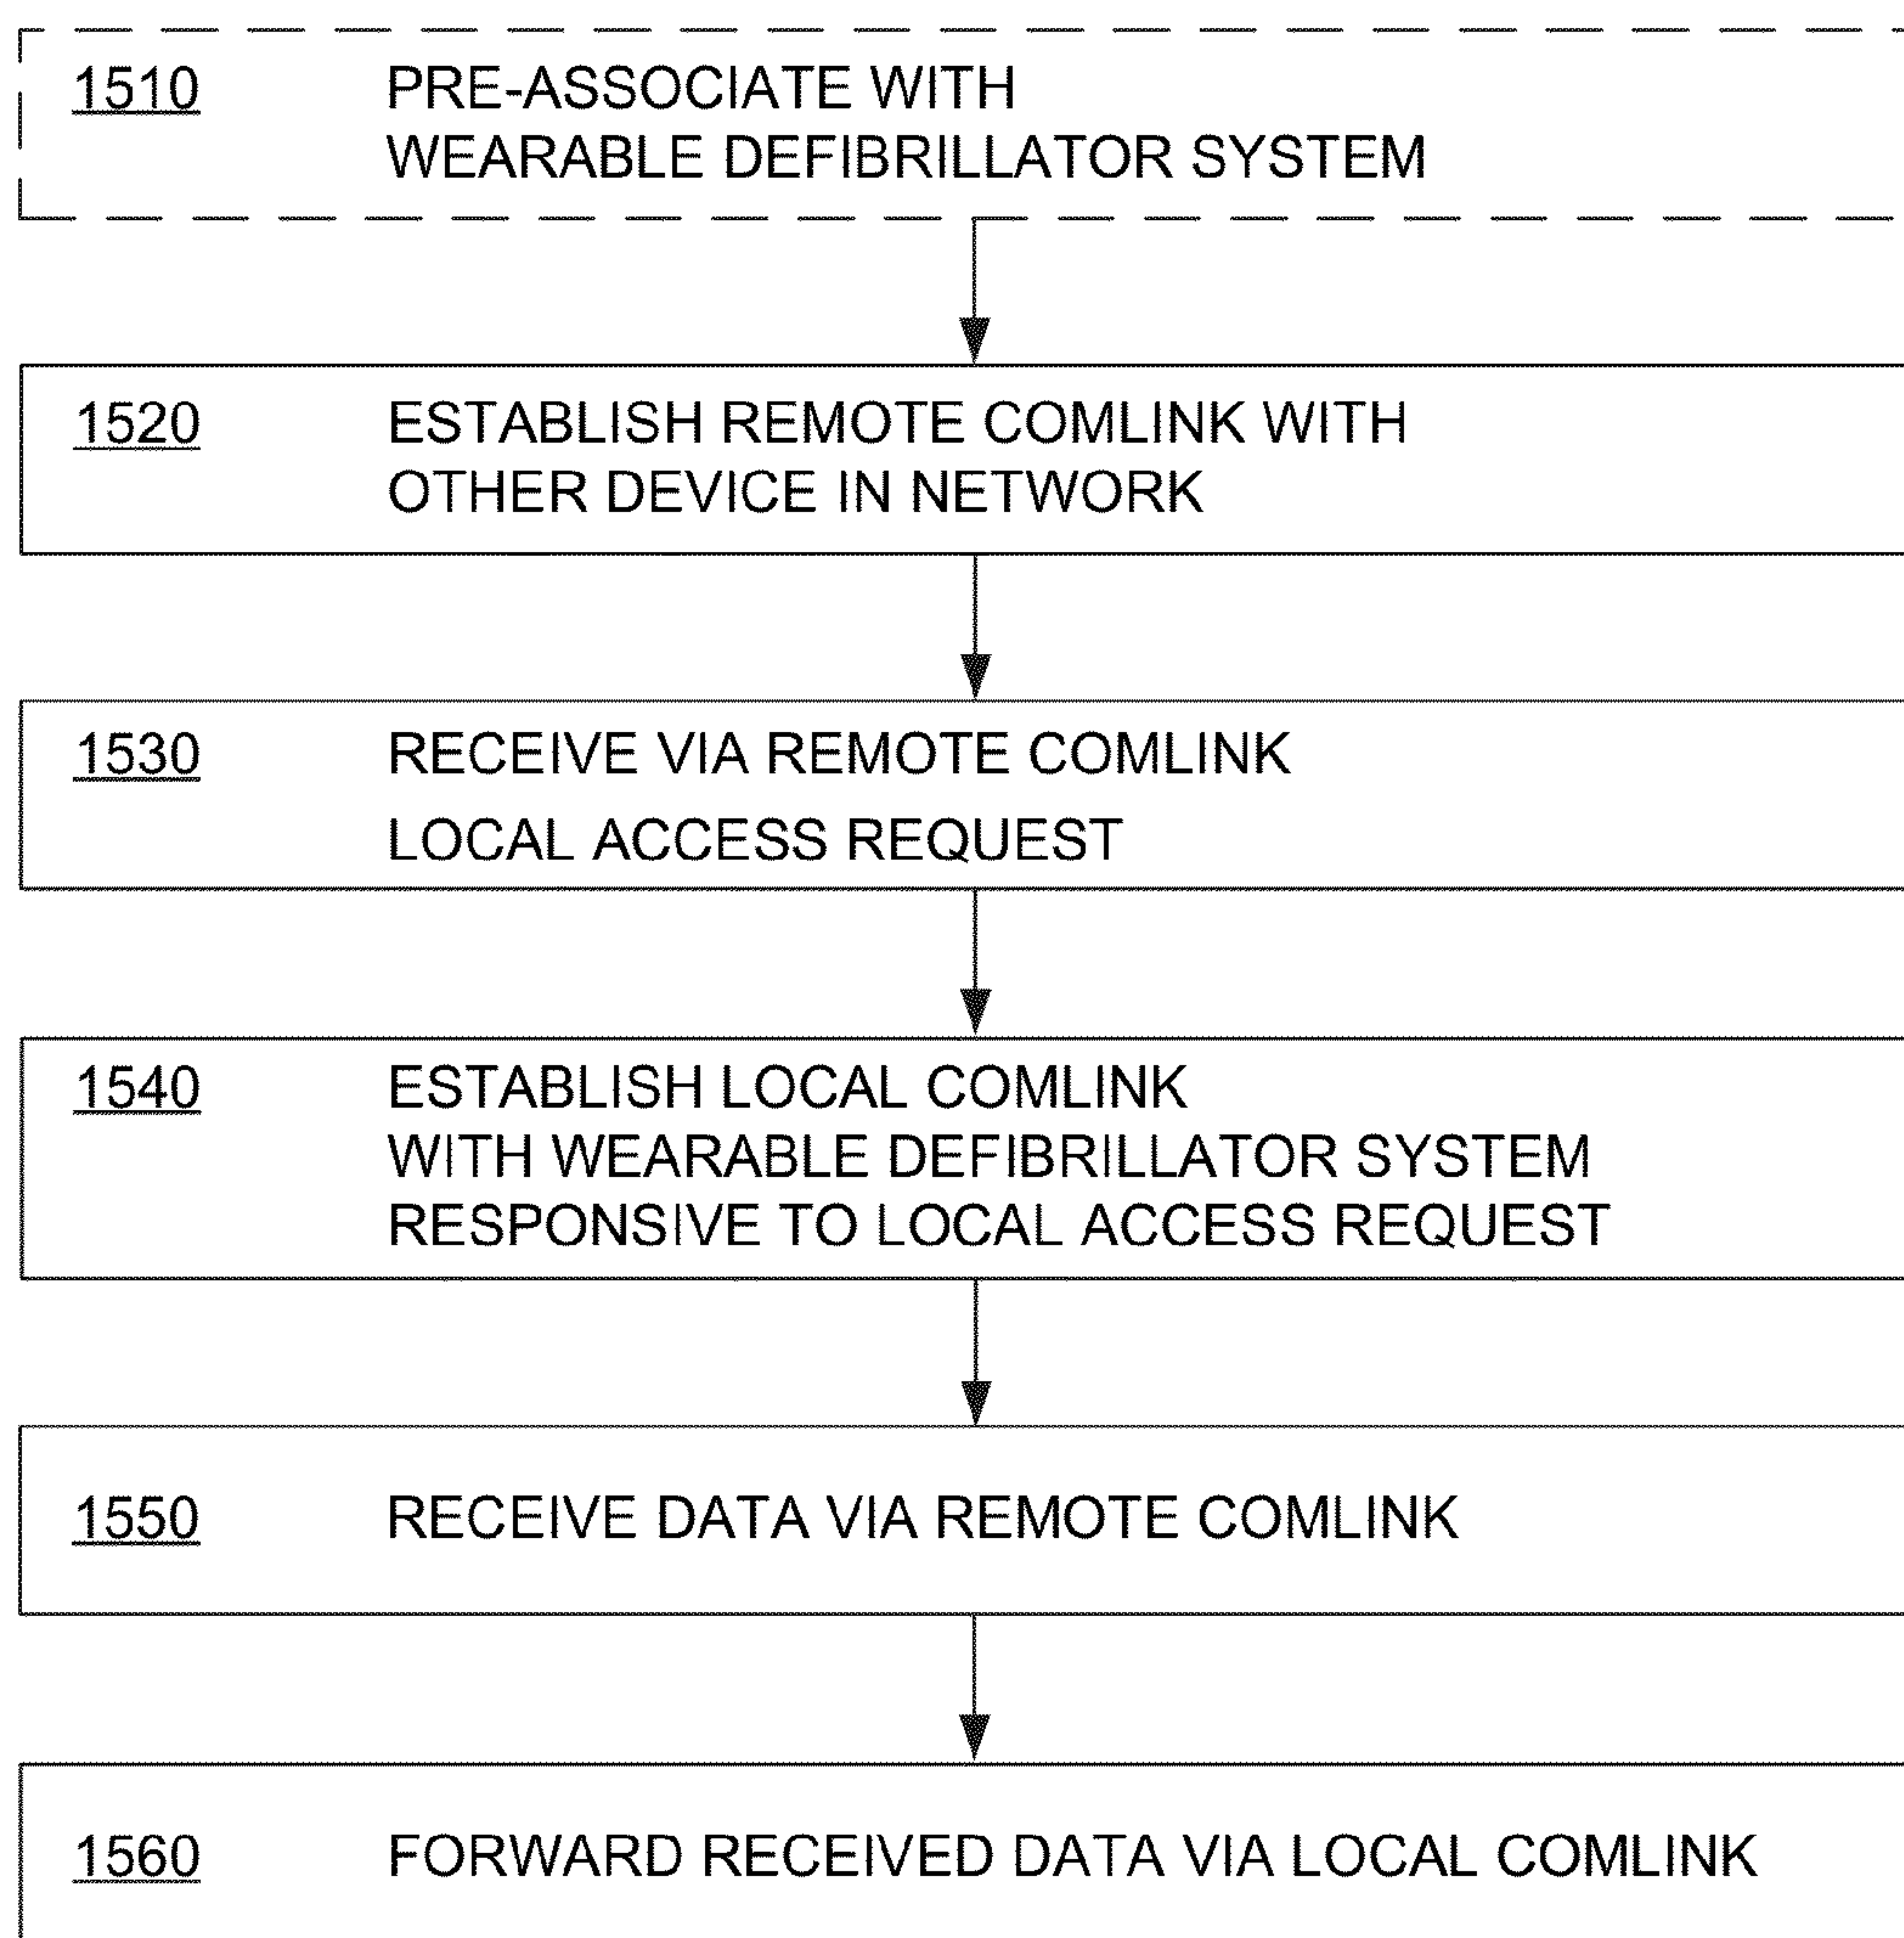 1510 PRE-ASSOCIATE WITH
WEARABLE DEFIBRILLATOR SYSTEM
1520 ESTABLISH REMOTE COMLINK WITH
OTHER DEVICE IN NETWORK
1530 RECEIVE VIA REMOTE COMLINK
LOCAL ACCESS REQUEST
1540 ESTABLISH LOCAL COMLINK
WITH WEARABLE DEFIBRILLATOR SYSTEM
RESPONSIVE TO LOCAL ACCESS REQUEST
1550 RECEIVE DATA VIA REMOTE COMLINK
1560 FORWARD RECEIVED DATA VIA LOCAL COMLINK